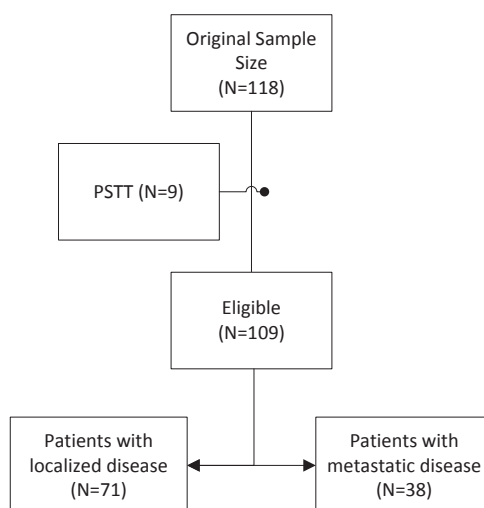 Original Sample
Size
(N=118)
PSTT (N=9)
Eligible
(N=109)
Patients with
localized disease
(N=71)
Patients with
metastatic disease
(N=38)